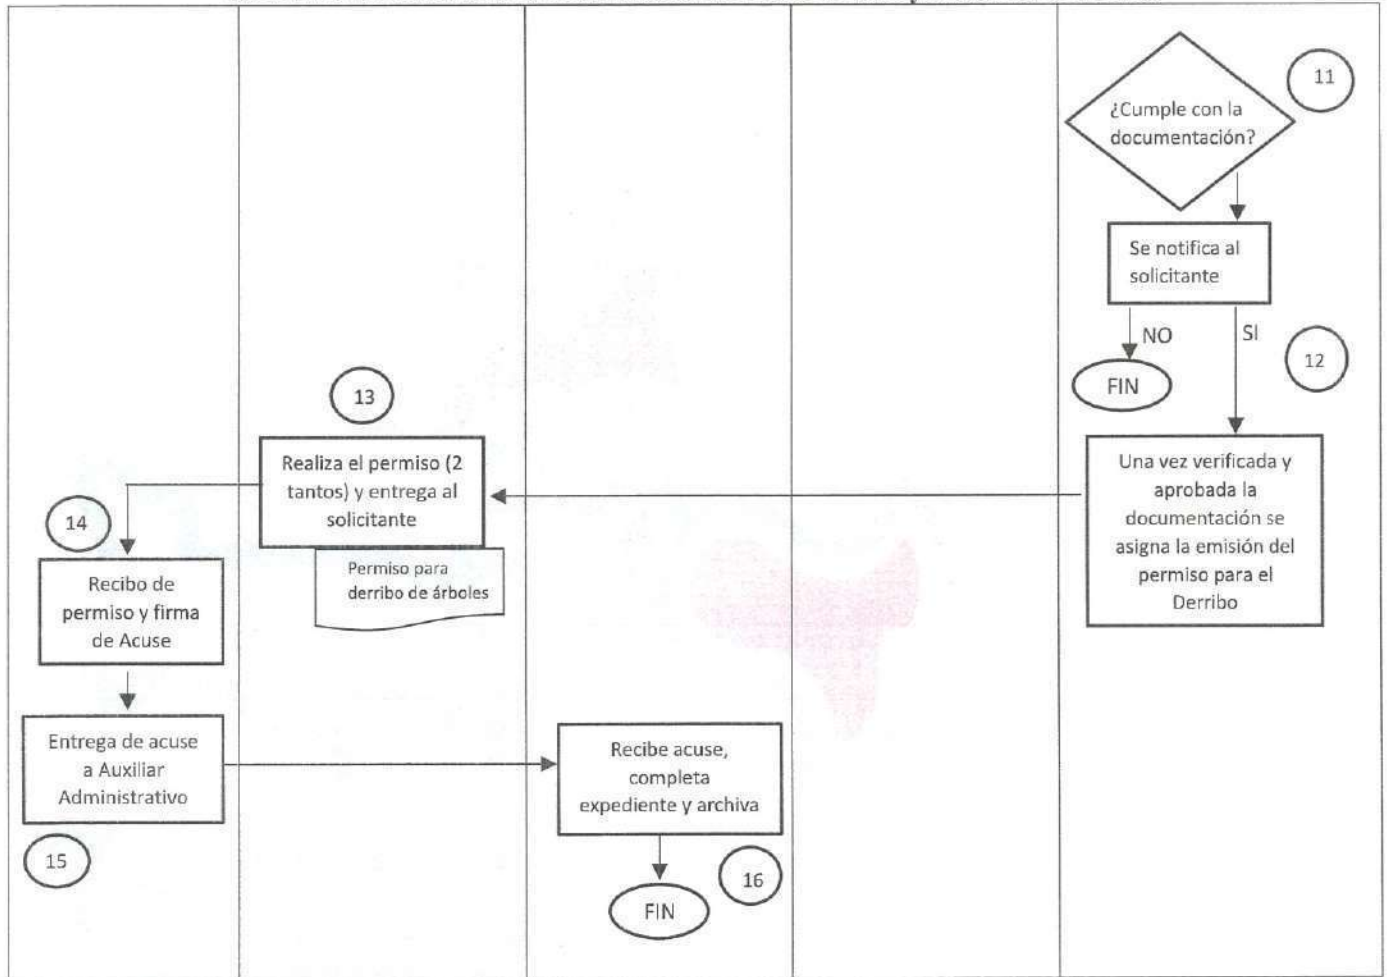 11
¿Cumple con la
documentación?
Se notifica al
solicitante
NO
SI
12
FIN
13
Realiza el permiso (2
tantos) y entrega al
solicitante
Permiso para
derribo de árboles
Una vez verificada y
aprobada la
documentación se
asigna la emisión del
permiso para el
Derribo
14
Recibo de
permiso y firma
de Acuse
Entrega de acuse
a Auxiliar
Administrativo
15
Recibe acuse,
completa
expediente y archiva
16
FIN